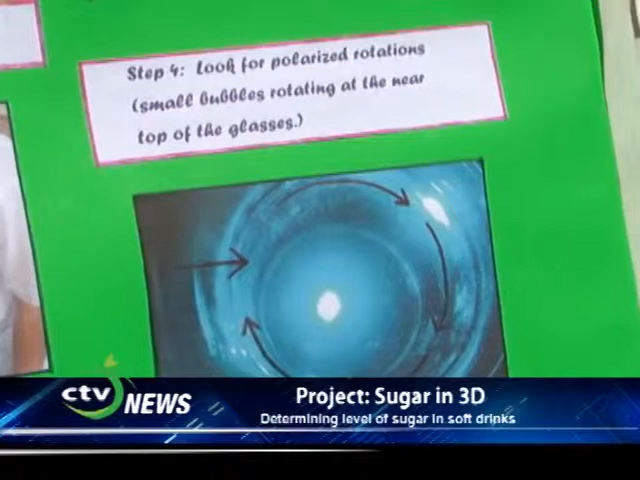 Step 4: Look for polarized rotations
(small bubbles rotating at the near
top of the glasses.)
ctv NEWS
Project: Sugar in 3D
Determining level of sugar in soft drinks